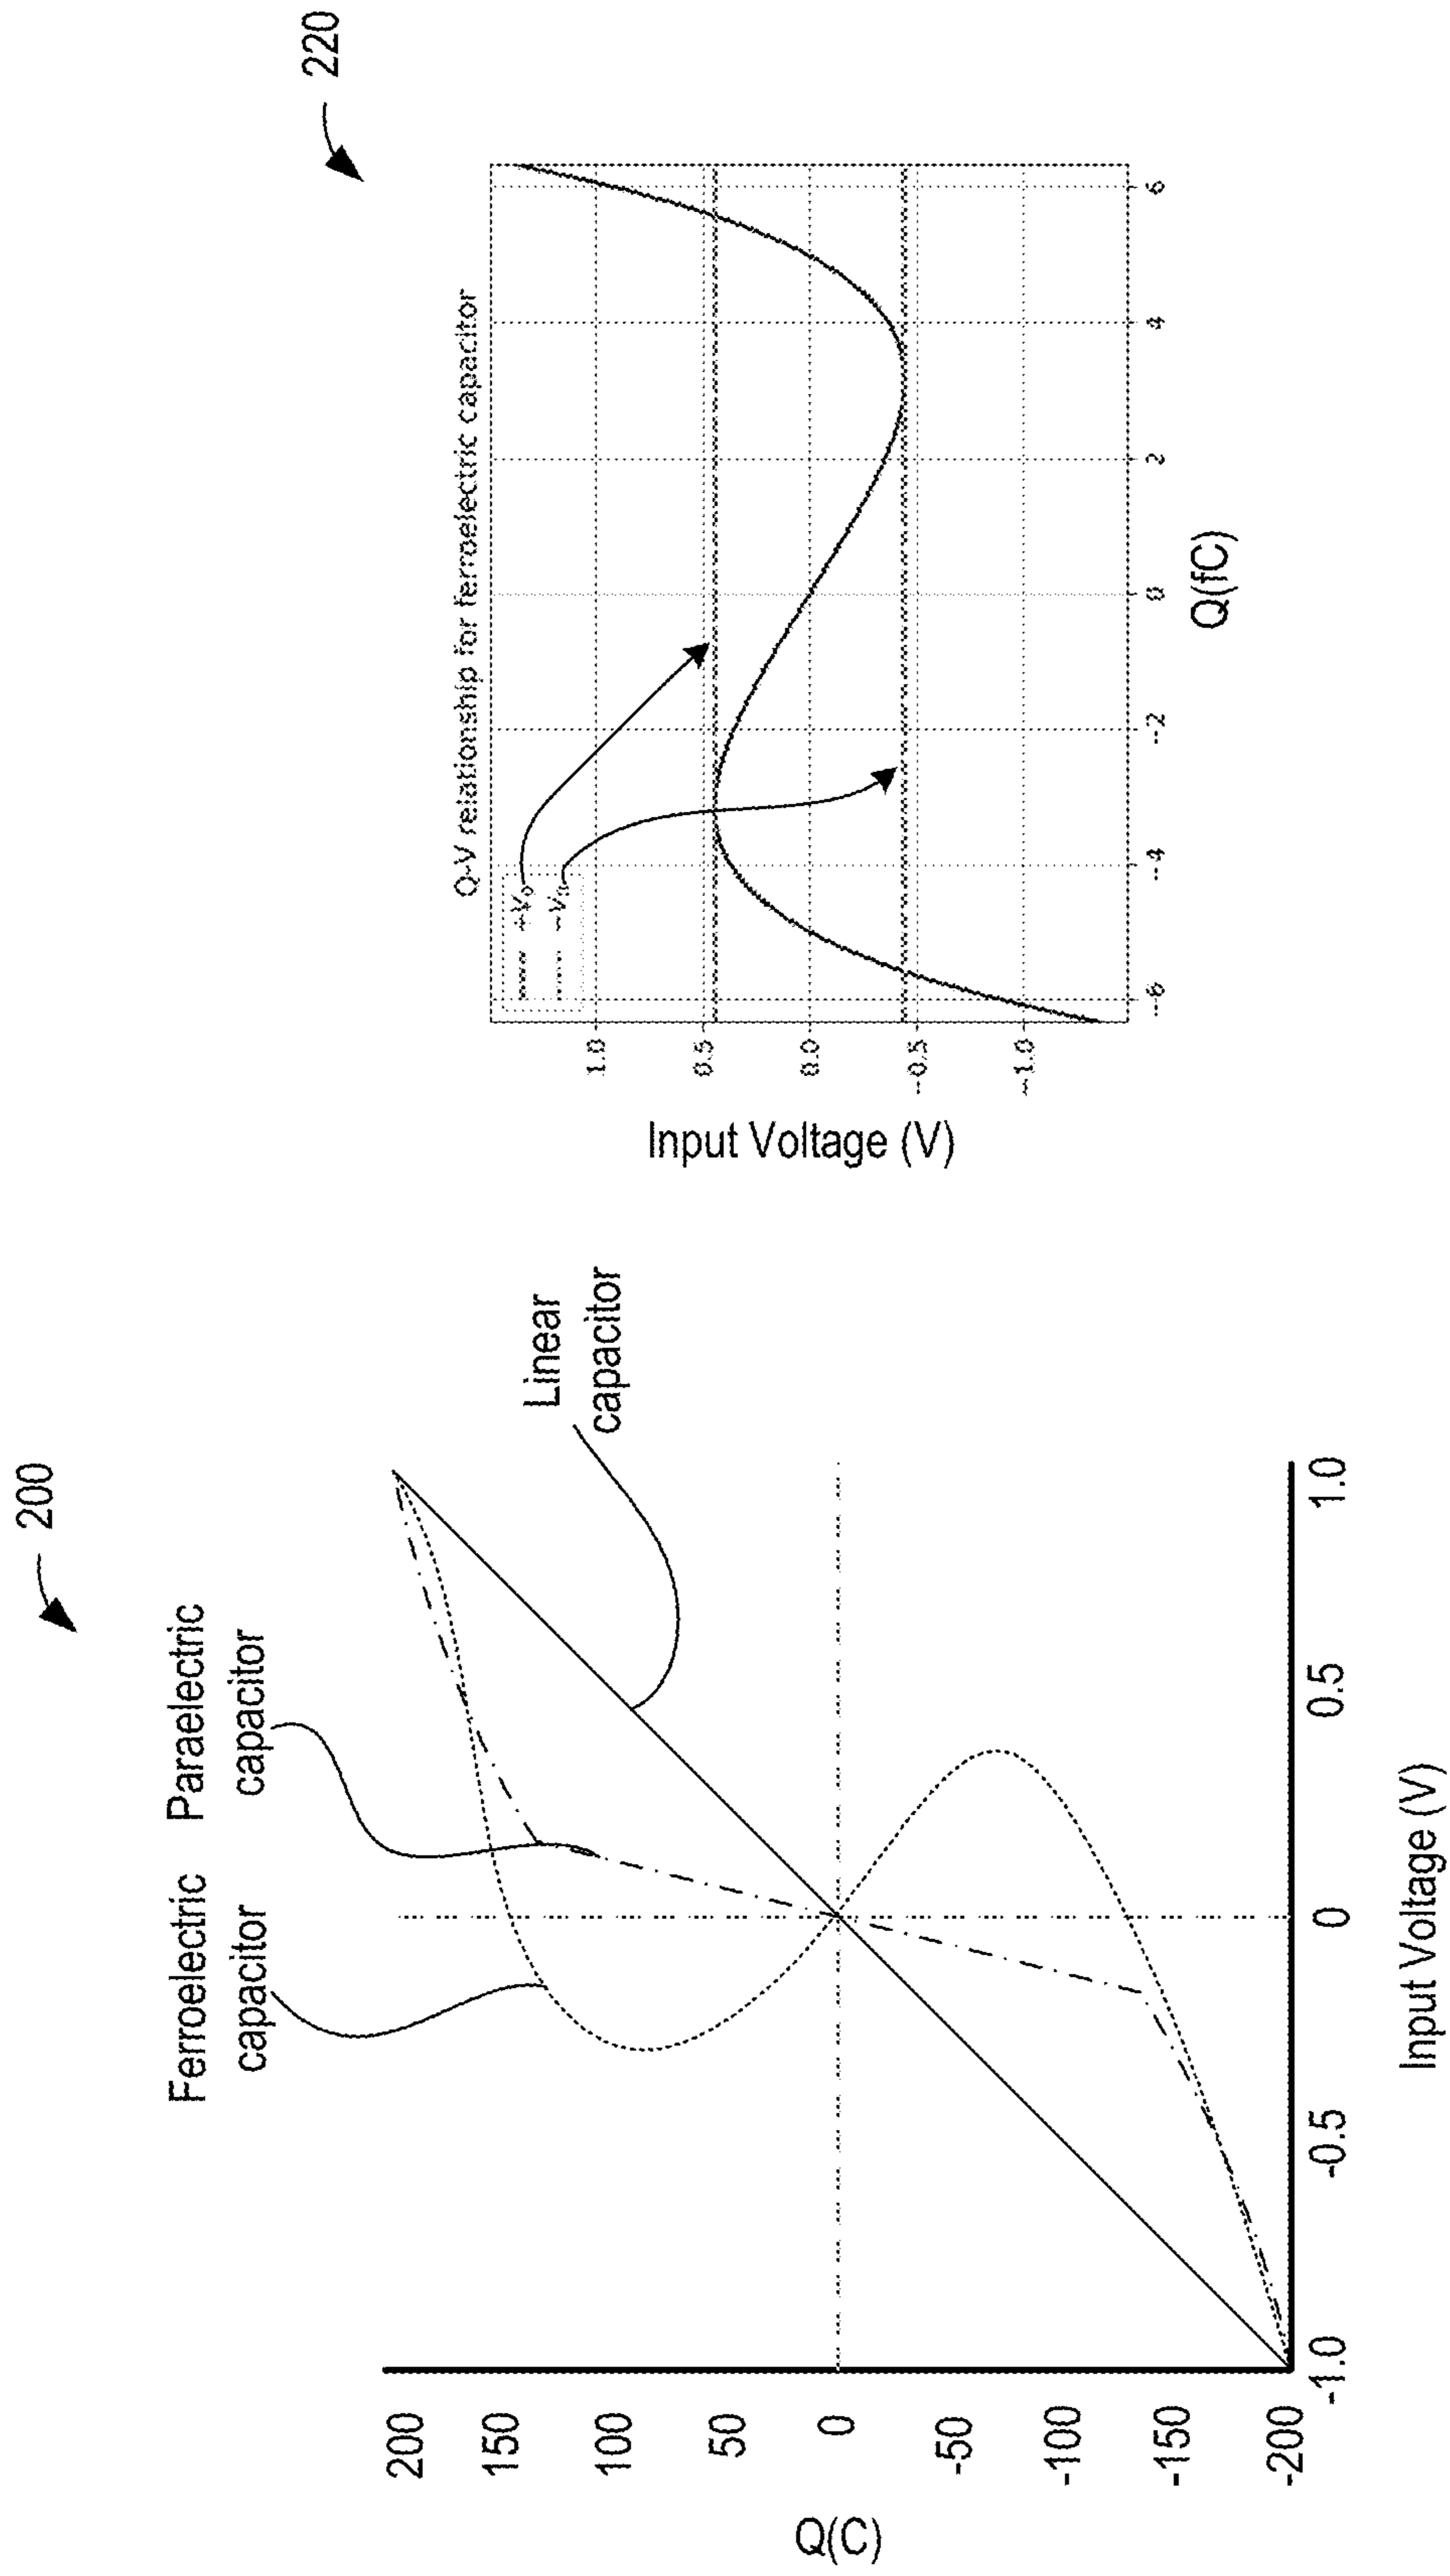 200
Ferroelectric
capacitor
Paraelectric
capacitor
Linear
capacitor
Q(C)
200
150
100
50
0
-50
-100
-150
-200
-1.0
-0.5
0
0.5
1.0
Input Voltage (V)
220
Q-V relationship for ferroelectric capacitor
Input Voltage (V)
1.0
0.5
0.0
-0.5
-1.0
-6
-4
-2
0
2
4
6
Q(fC)